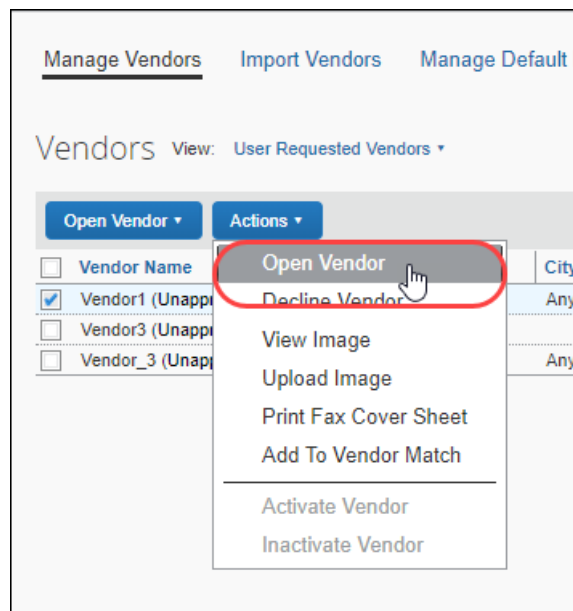 Manage Vendors Import Vendors Manage Default
Vendors View: User Requested Vendors
Open Vendor Actions
Vendor Name City
Vendor1 (Unappr Any
Vendor3 (Unappr
Vendor_3 (Unapp Any
Open Vendor
Decline Vendor
View Image
Upload Image
Print Fax Cover Sheet
Add To Vendor Match
Activate Vendor
Inactivate Vendor